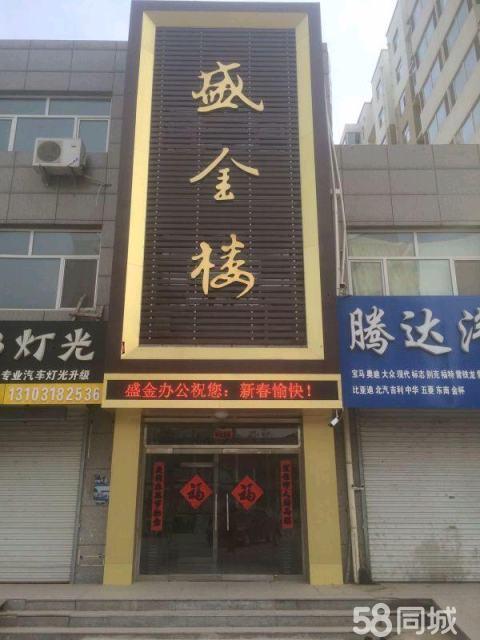 盛金楼
灯光
专业汽车灯光升级
13103182536
盛金办公祝您：新春愉快！
腾达汽
宝马 奥迪 大众 现代 标志 别克 福特 雪铁龙
比亚迪 北汽 吉利 中华 五菱 东南 金杯
福
福
58同城